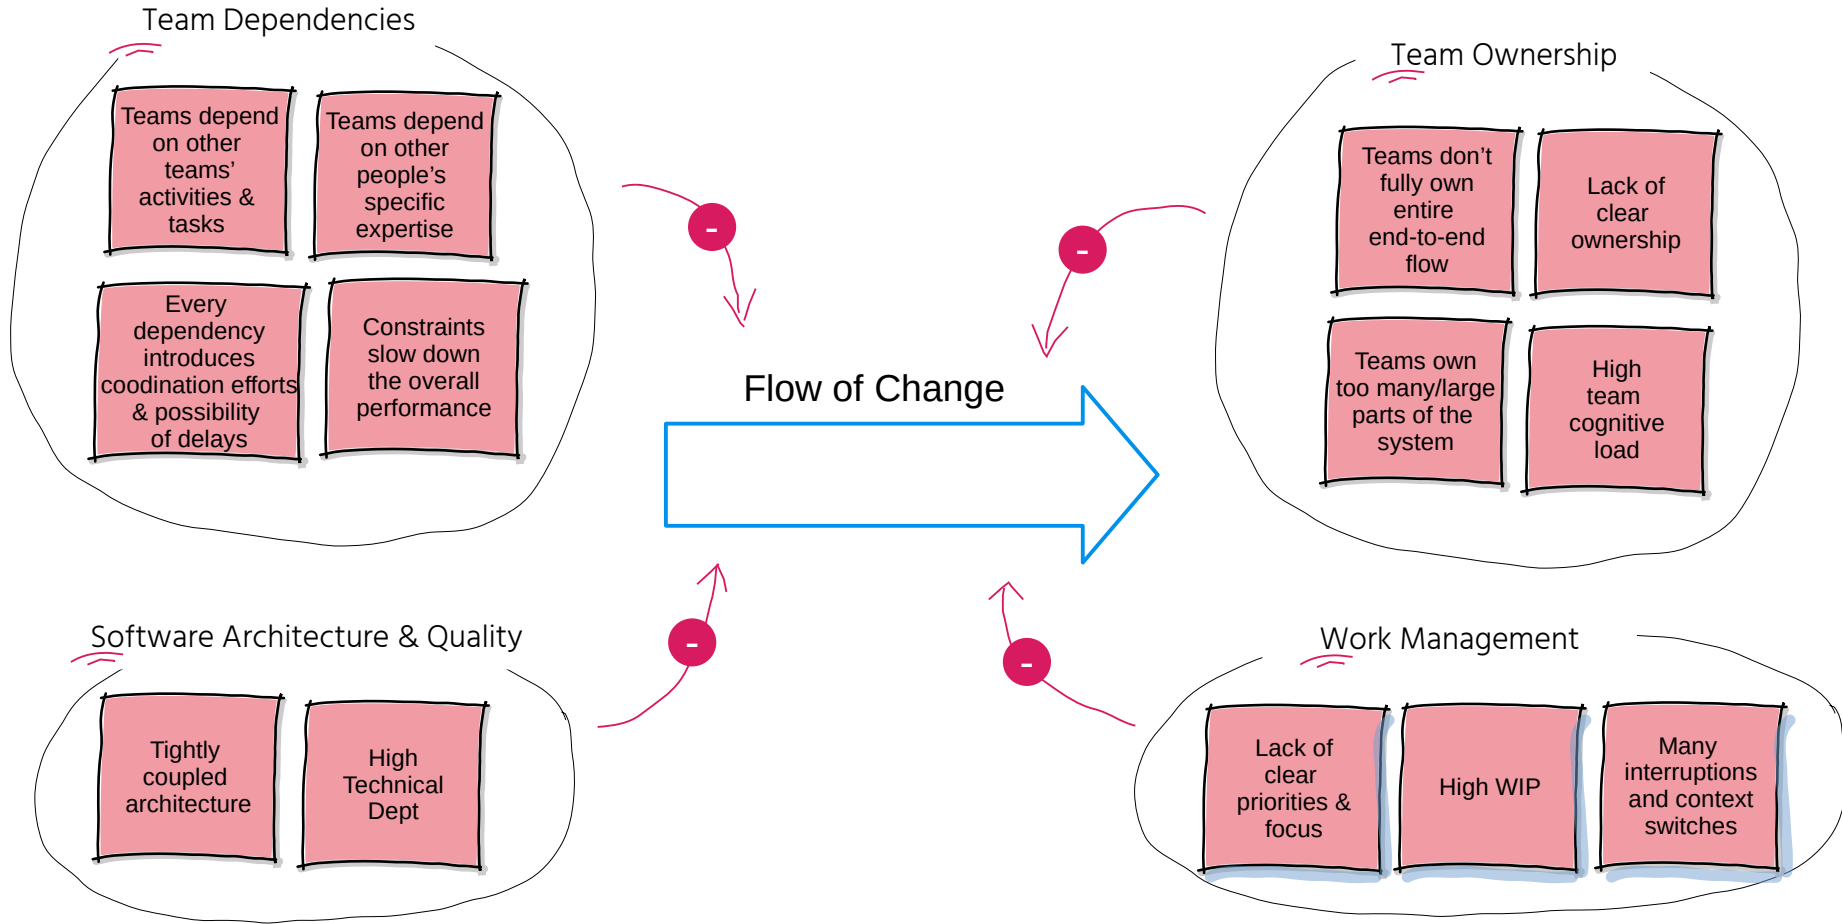 Team Dependencies
Teams depend
on other
teams’
activities &
tasks
Teams depend
on other
people’s
specific
expertise
Every
dependency
introduces
coodination efforts
& possibility
of delays
Constraints
slow down
the overall
performance
Team Ownership
Teams don’t
fully own
entire
end-to-end
flow
Lack of
clear
ownership
Teams own
too many/large
parts of the
system
High
team
cognitive
load
-
-
Flow of Change
-
-
Software Architecture & Quality
Tightly
coupled
architecture
High
Technical
Dept
Work Management
Lack of
clear
priorities &
focus
High WIP
Many
interruptions
and context
switches